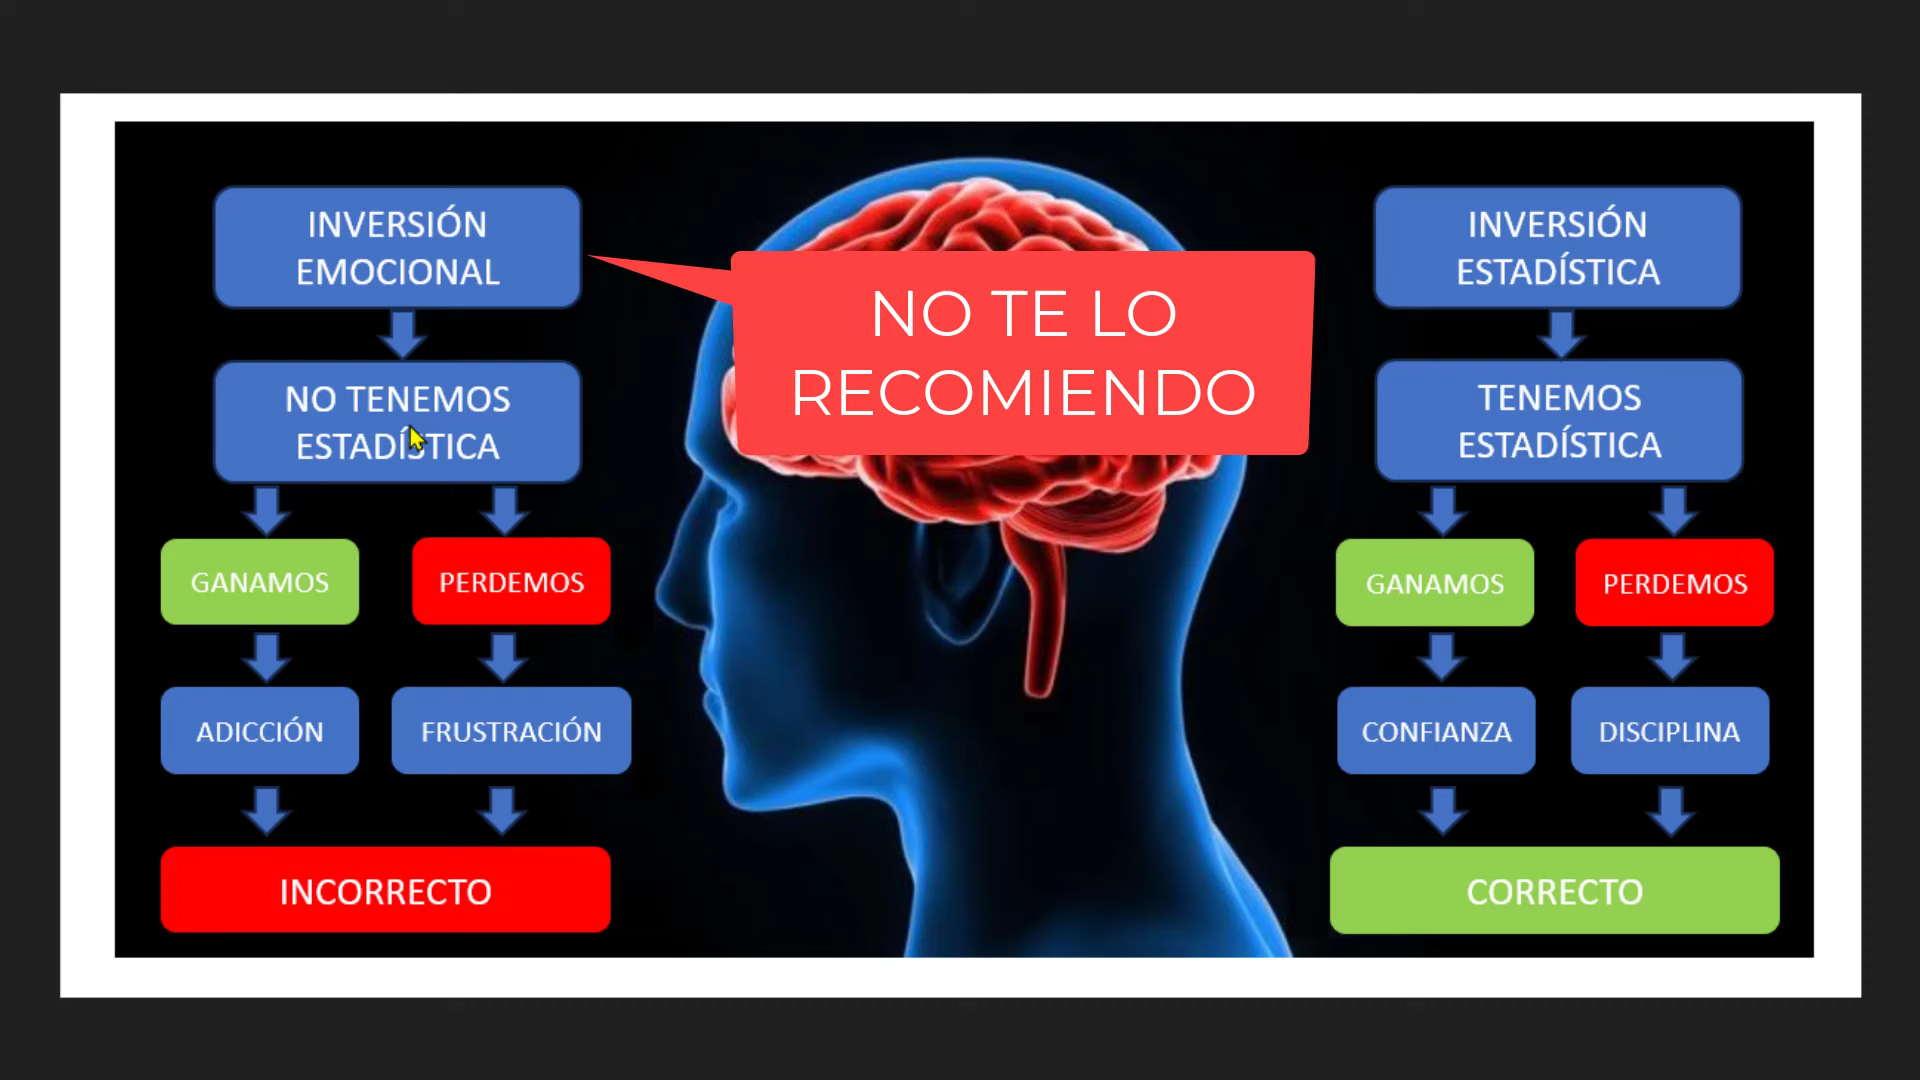 INVERSIÓN
EMOCIONAL
NO TENEMOS
ESTADÍSTICA
GANAMOS
PERDEMOS
ADICCIÓN
FRUSTRACIÓN
INCORRECTO
NO TE LO
RECOMIENDO
INVERSIÓN
ESTADÍSTICA
TENEMOS
ESTADÍSTICA
GANAMOS
PERDEMOS
CONFIANZA
DISCIPLINA
CORRECTO